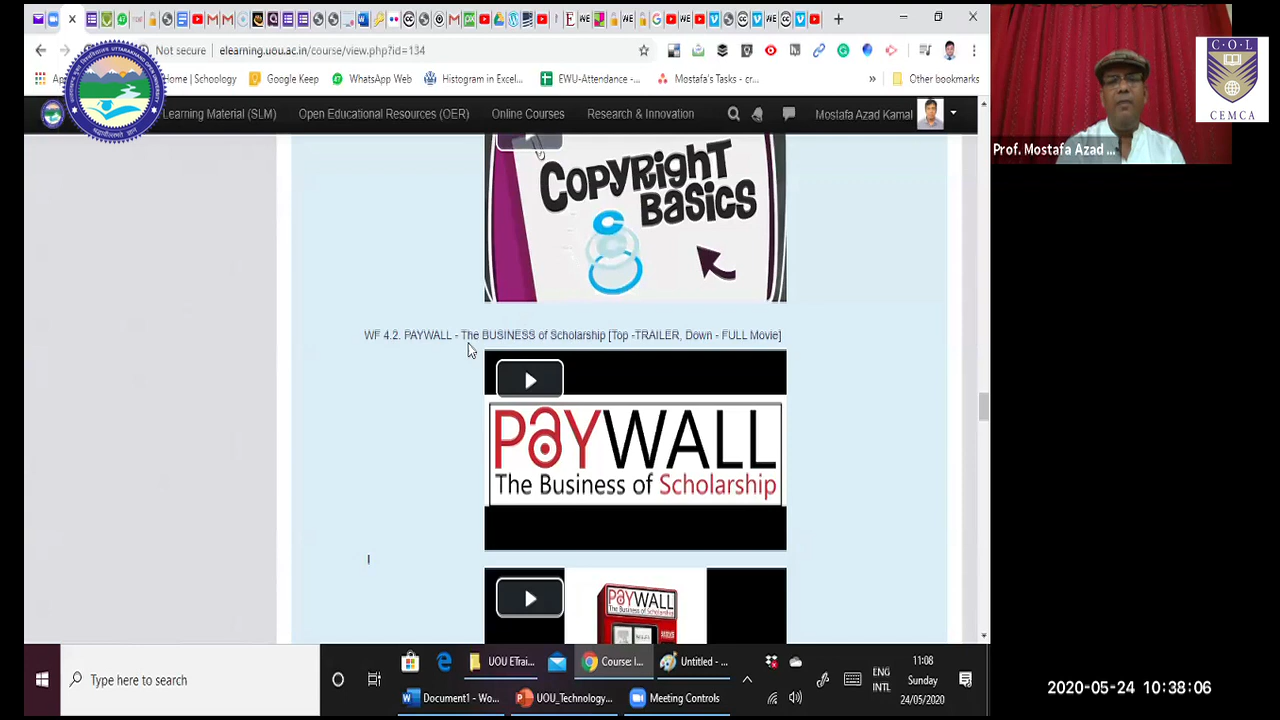 Not secure
elearning.uou.ac.in/course/view.php?id=134
Home | Schoology
Google Keep
WhatsApp Web
Histogram in Excel...
EWU-Attendance -...
Mostafa's Tasks - cr...
»
Other bookmarks
Learning Material (SLM)
Open Educational Resources (OER)
Online Courses
Research & Innovation
Mostafa Azad Kamal
C.O.L
CEMCA
Prof. Mostafa Azad ...
COPYRIGHT
BASICS
WF 4.2. PAYWALL - The BUSINESS of Scholarship [Top -TRAILER, Down - FULL Movie]
PAYWALL
The Business of Scholarship
PAYWALL
The Business of Scholarship
UOU ETrai...
Course: I...
Untitled - ...
ENG
INTL
11:08
Sunday
24/05/2020
Type here to search
Document1 - Wo...
UOU_Technology...
Meeting Controls
2020-05-24 10:38:06